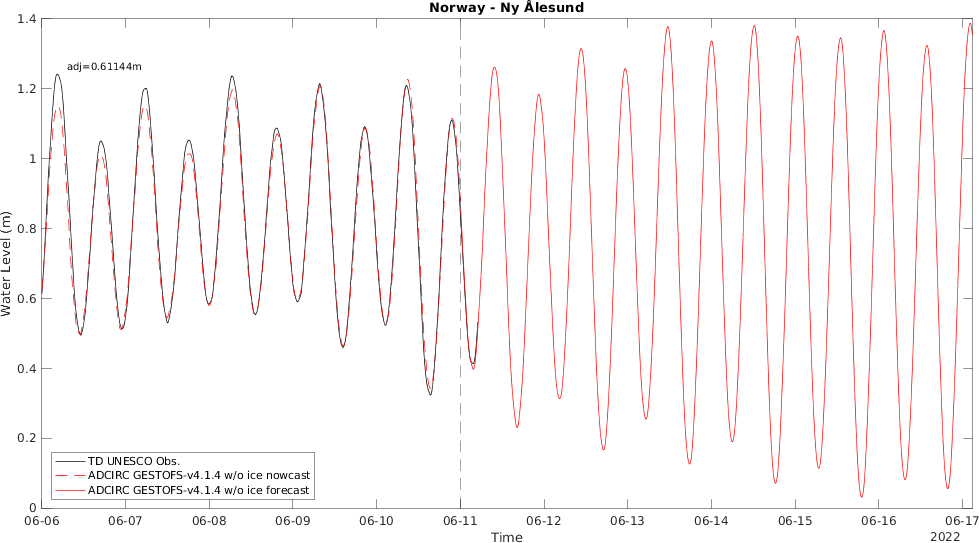 Norway - Ny Ålesund
adj=0.61144m
Water Level (m)
1.4
1.2
1
0.8
0.6
0.4
0.2
0
TD UNESCO Obs.
ADCIRC GESTOFS-v4.1.4 w/o ice nowcast
ADCIRC GESTOFS-v4.1.4 w/o ice forecast
06-06 06-07 06-08 06-09 06-10 06-11 06-12 06-13 06-14 06-15 06-16 06-17
Time
2022